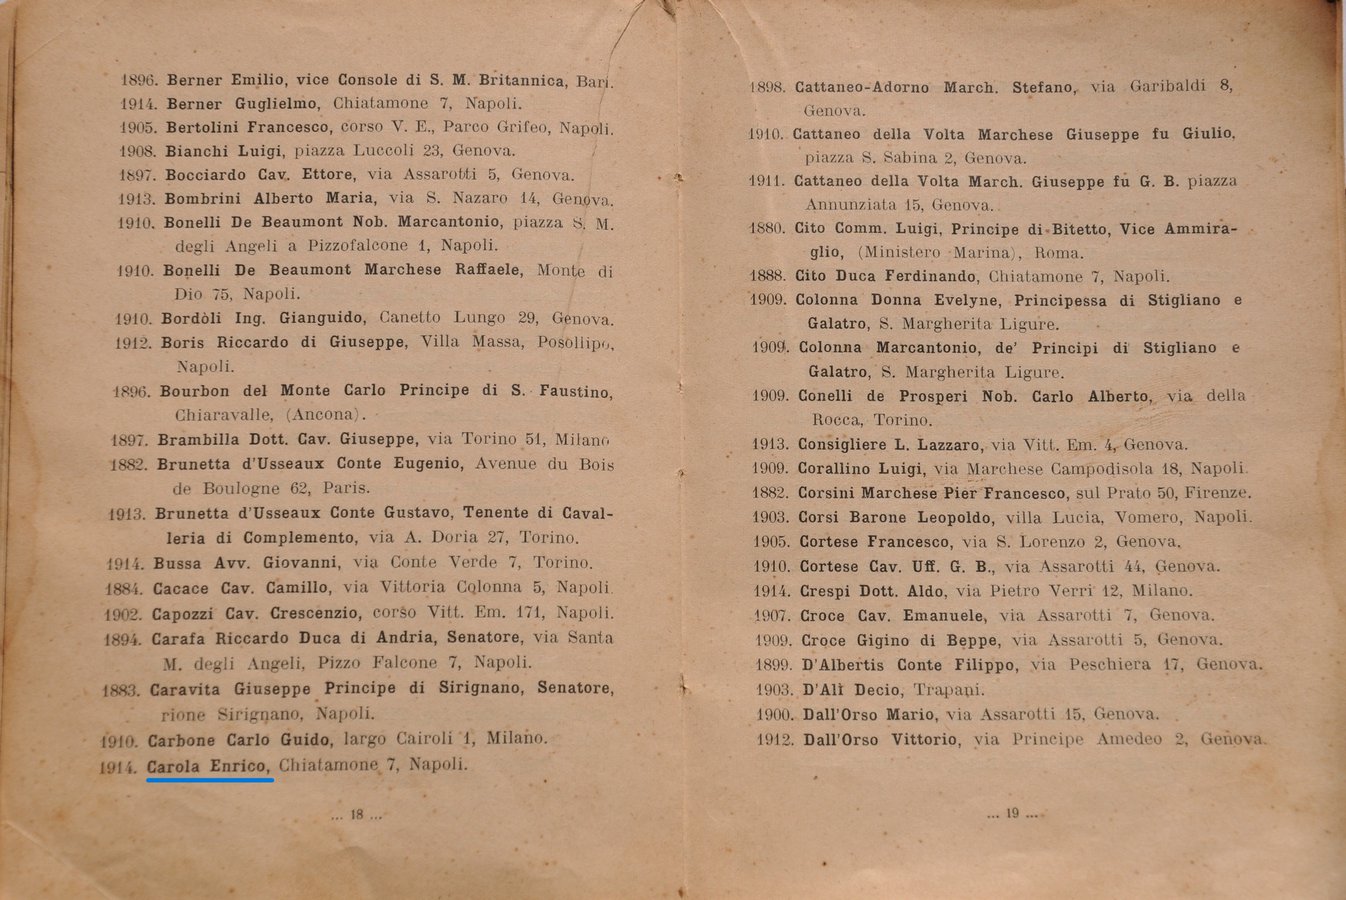 1896. Berner Emilio, vice Console di S. M. Britannica, Bari.
1914. Berner Guglielmo, Chiatamone 7, Napoli.
1905. Bertolini Francesco, corso V. E., Parco Grifeo, Napoli.
1908. Bianchi Luigi, piazza Luccoli 23, Genova.
1897. Bocciardo Cav. Ettore, via Assarotti 5, Genova.
1913. Bombrini Alberto Maria, via S. Nazaro 14, Genova.
1910. Bonelli De Beaumont Nob. Marcantonio, piazza S. M.
degli Angeli a Pizzofalcone 1, Napoli.
1910. Bonelli De Beaumont Marchese Raffaele, Monte di
Dio 75, Napoli.
1910. Bordòli Ing. Gianguido, Canetto Lungo 29, Genova.
1912. Boris Riccardo di Giuseppe, Villa Massa, Posollipo,
Napoli.
1896. Bourbon del Monte Carlo Principe di S. Faustino,
Chiaravalle, (Ancona).
1897. Brambilla Dott. Cav. Giuseppe, via Torino 51, Milano
1882. Brunetta d'Usseaux Conte Eugenio, Avenue du Bois
de Boulogne 62, Paris.
1913. Brunetta d'Usseaux Conte Gustavo, Tenente di Caval-
leria di Complemento, via A. Doria 27, Torino.
1914. Bussa Avv. Giovanni, via Conte Verde 7, Torino.
1884. Cacace Cav. Camillo, via Vittoria Colonna 5, Napoli.
1902. Capozzi Cav. Crescenzio, corso Vitt. Em. 171, Napoli.
1894. Carafa Riccardo Duca di Andria, Senatore, via Santa
M. degli Angeli, Pizzo Falcone 7, Napoli.
1883. Caravita Giuseppe Principe di Sirignano, Senatore,
rione Sirignano, Napoli.
1910. Carbone Carlo Guido, largo Cairoli 1, Milano.
1914. Carola Enrico, Chiatamone 7, Napoli.
... 18 ...
1898. Cattaneo-Adorno March. Stefano, via Garibaldi 8,
Genova.
1910. Cattaneo della Volta Marchese Giuseppe fu Giulio,
piazza S. Sabina 2, Genova.
1911. Cattaneo della Volta March. Giuseppe fu G. B. piazza
Annunziata 15, Genova.
1880. Cito Comm. Luigi, Principe di Bitetto, Vice Ammira-
glio, (Ministero Marina), Roma.
1888. Cito Duca Ferdinando, Chiatamone 7, Napoli.
1909. Colonna Donna Evelyne, Principessa di Stigliano e
Galatro, S. Margherita Ligure.
1909. Colonna Marcantonio, de' Principi di Stigliano e
Galatro, S. Margherita Ligure.
1909. Conelli de Prosperi Nob. Carlo Alberto, via della
Rocca, Torino.
1913. Consigliere L. Lazzaro, via Vitt. Em. 4, Genova.
1909. Corallino Luigi, via Marchese Campodisola 18, Napoli.
1882. Corsini Marchese Pier Francesco, sul Prato 50, Firenze.
1903. Corsi Barone Leopoldo, villa Lucia, Vomero, Napoli.
1905. Cortese Francesco, via S. Lorenzo 2, Genova.
1910. Cortese Cav. Uff. G. B., via Assarotti 44, Genova.
1914. Crespi Dott. Aldo, via Pietro Verri 12, Milano.
1907. Croce Cav. Emanuele, via Assarotti 7, Genova.
1909. Croce Gigino di Beppe, via Assarotti 5, Genova.
1899. D'Albertis Conte Filippo, via Peschiera 17, Genova.
1903. D'Alì Decio, Trapani.
1900. Dall'Orso Mario, via Assarotti 15, Genova.
1912. Dall'Orso Vittorio, via Principe Amedeo 2, Genova.
... 19 ...